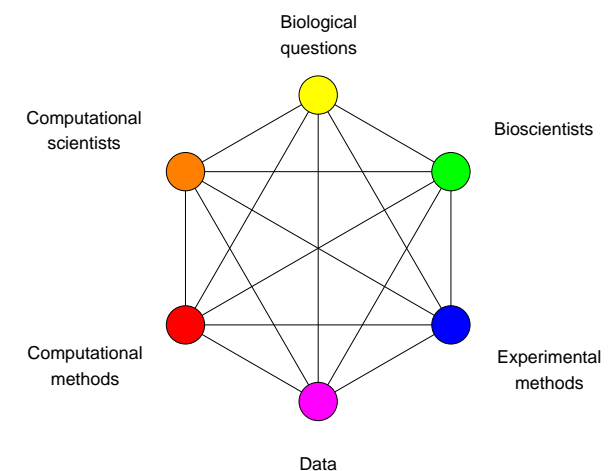 Biological
questions
Computational
scientists
Bioscientists
Computational
methods
Experimental
methods
Data